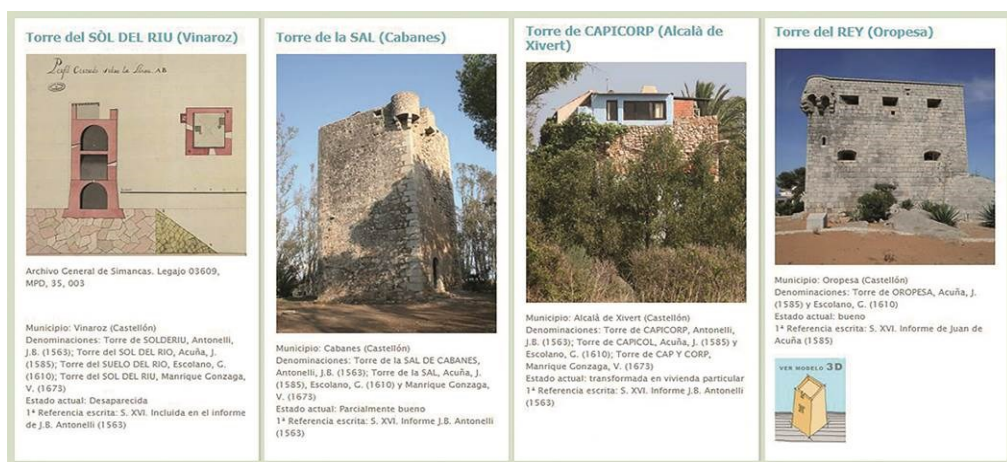 Torre del SÒL DEL RIU (Vinaroz)
Perfil Cortado
Línea A B
Archivo General de Simancas. Legajo 03609,
MPD, 35, 003
Municipio: Vinaroz (Castellón)
Denominaciones: Torre de SOLDERIU, Antonelli,
J.B. (1563); Torre del SOL DEL RIO, Acuña, J.
(1585); Torre del SUELO DEL RIO, Escolano, G.
(1610); Torre del SOL DEL RIU, Manrique Gonzaga,
V. (1673)
Estado actual: Desaparecida
1ª Referencia escrita: S. XVI. Incluida en el informe
de J.B. Antonelli (1563)
Torre de la SAL (Cabanes)
Municipio: Cabanes (Castellón)
Denominaciones: Torre de la SAL DE CABANES,
Antonelli, J.B. (1563); Torre de la SAL, Acuña, J.
(1585), Escolano, G. (1610) y Manrique Gonzaga,
V. (1673)
Estado actual: Parcialmente bueno
1ª Referencia escrita: S. XVI. Informe J.B. Antonelli
(1563)
Torre de CAPICORP (Alcalà de
Xivert)
Municipio: Alcalà de Xivert (Castellón)
Denominaciones: Torre de CAPICORP, Antonelli,
J.B. (1563); Torre de CAPICOL, Acuña, J. (1585) y
Escolano, G. (1610); Torre de CAP Y CORP,
Manrique Gonzaga, V. (1673)
Estado actual: transformada en vivienda particular
1ª Referencia escrita: S. XVI. Informe J.B. Antonelli
(1563)
Torre del REY (Oropesa)
Municipio: Oropesa (Castellón)
Denominaciones: Torre de OROPESA, Acuña, J.
(1585) y Escolano, G. (1610)
Estado actual: bueno
1ª Referencia escrita: S. XVI. Informe de Juan de
Acuña (1585)
VER MODELO 3D